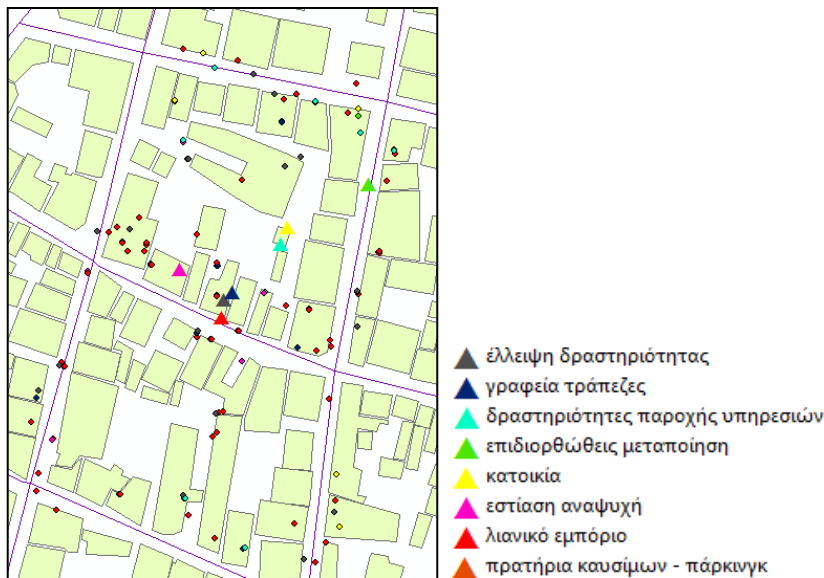 έλλειψη δραστηριότητας
γραφεία τράπεζες
δραστηριότητες παροχής υπηρεσιών
επιδιορθώθεις μεταποίηση
κατοικία
εστίαση αναψυχή
λιανικό εμπόριο
πρατήρια καυσίμων - πάρκινγκ